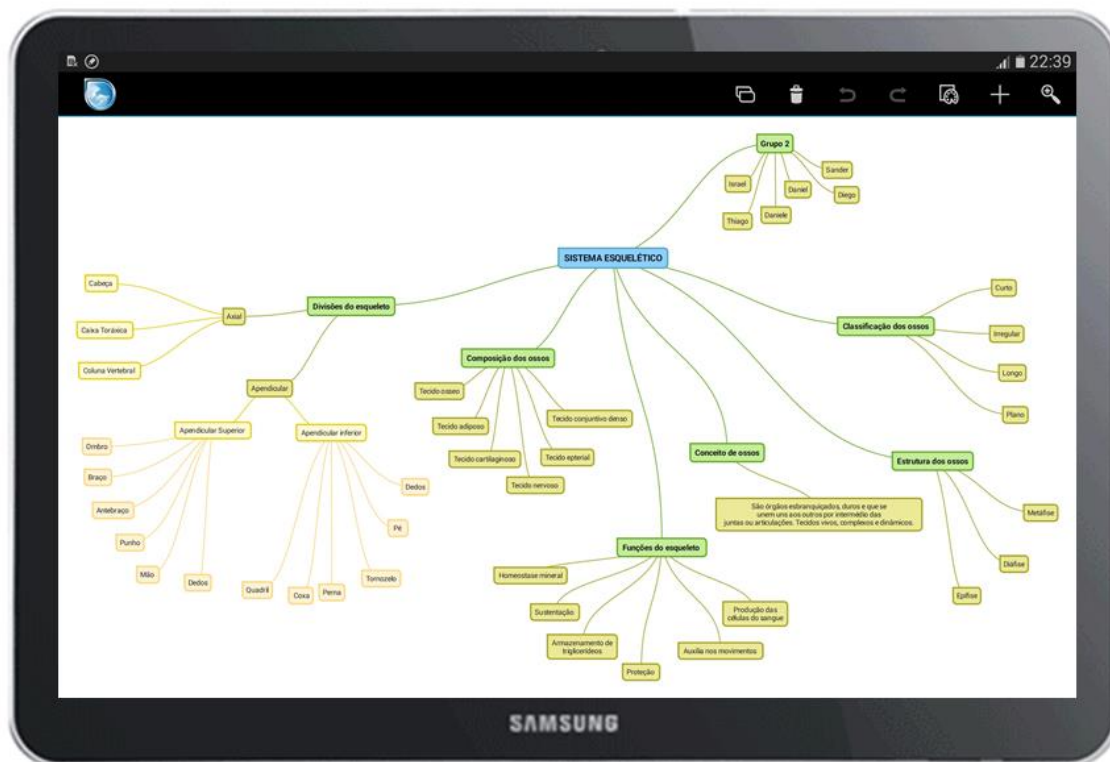 22:39
Grupo 2
Israel
Thiago
Daniele
Daniel
Sander
Diego
SISTEMA ESQUELÉTICO
Divisões do esqueleto
Axial
Cabeça
Caixa Toráxica
Coluna Vertebral
Apendicular
Apendicular Superior
Ombro
Braço
Antebraço
Punho
Mão
Dedos
Apendicular inferior
Quadril
Coxa
Perna
Tornozelo
Pé
Dedos
Composição dos ossos
Tecido osseo
Tecido adiposo
Tecido cartilaginoso
Tecido nervoso
Tecido epterial
Tecido conjuntivo denso
Funções do esqueleto
Homeostase mineral
Sustentação
Armazenamento de
triglicerídeos
Proteção
Auxilia nos movimentos
Produção das
células do sangue
Conceito de ossos
São órgãos esbranquiçados, duros e que se
unem uns aos outros por intermédio das
juntas ou articulações. Tecidos vivos, complexos e dinâmicos.
Estrutura dos ossos
Metáfise
Diáfise
Epífise
Classificação dos ossos
Curto
Irregular
Longo
Plano
SAMSUNG